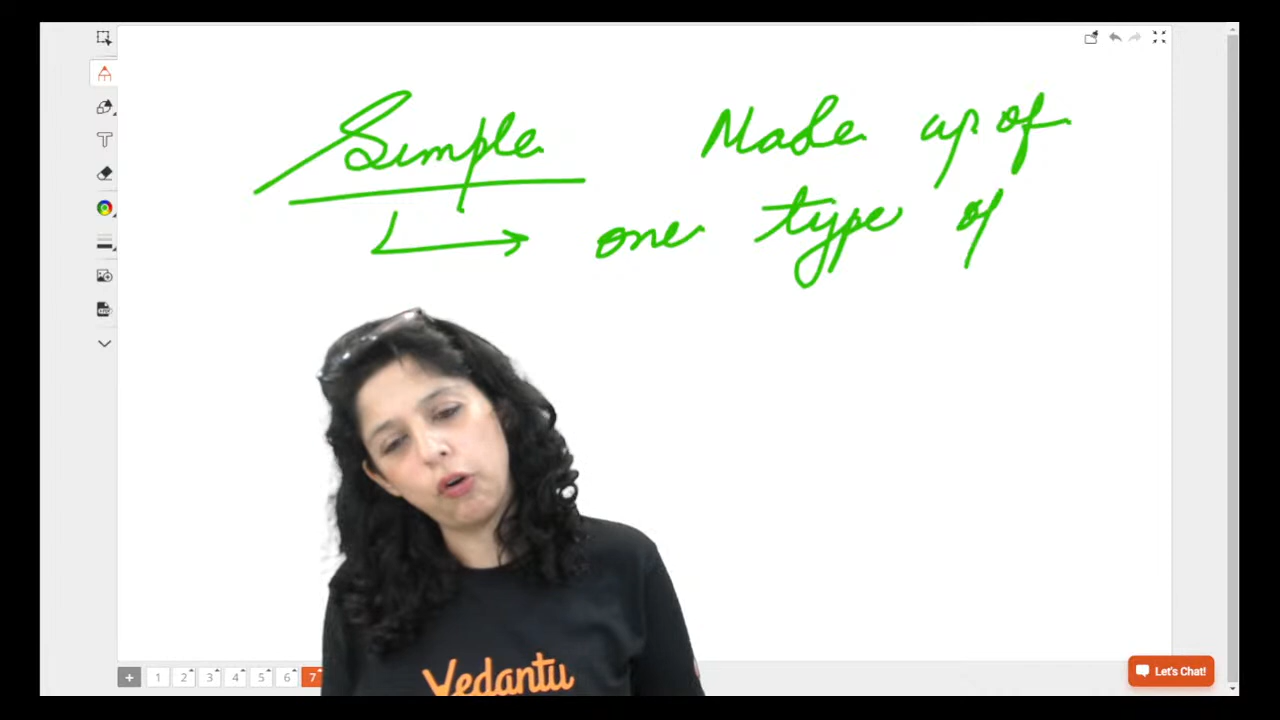 Simple Made up of
one type of
Vedantu
+ 1 2 3 4 5 6 7
Let's Chat!